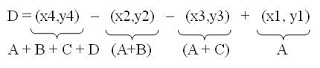 D = (x4,y4) – (x2,y2) – (x3,y3) + (x1, y1)
A + B + C + D (A+B) (A + C) A